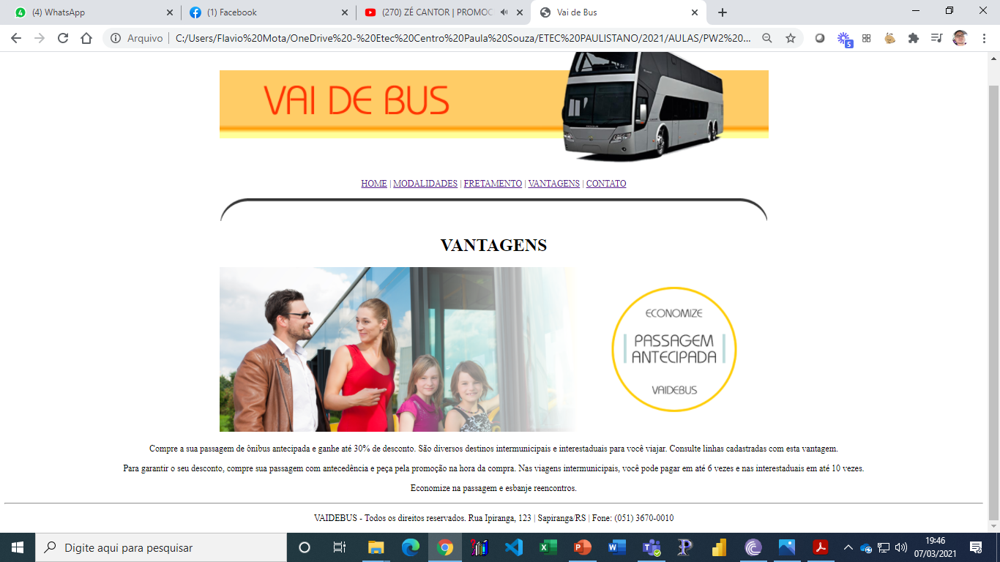 (4) WhatsApp
(1) Facebook
(270) ZÉ CANTOR | PROMOC
Vai de Bus
Arquivo | C:/Users/Flavio%20Mota/OneDrive%20-%20Etec%20Centro%20Paula%20Souza/ETEC%20PAULISTANO/2021/AULAS/PW2%20...
5
VAI DE BUS
HOME | MODALIDADES | FRETAMENTO | VANTAGENS | CONTATO
VANTAGENS
ECONOMIZE
PASSAGEM
ANTECIPADA
VAIDEBUS
Compre a sua passagem de ônibus antecipada e ganhe até 30% de desconto. São diversos destinos intermunicipais e interestaduais para você viajar. Consulte linhas cadastradas com esta vantagem.
Para garantir o seu desconto, compre sua passagem com antecedência e peça pela promoção na hora da compra. Nas viagens intermunicipais, você pode pagar em até 6 vezes e nas interestaduais em até 10 vezes.
Economize na passagem e esbanje reencontros.
VAIDEBUS - Todos os direitos reservados. Rua Ipiranga, 123 | Sapiranga/RS | Fone: (051) 3670-0010
Digite aqui para pesquisar
19:46
07/03/2021